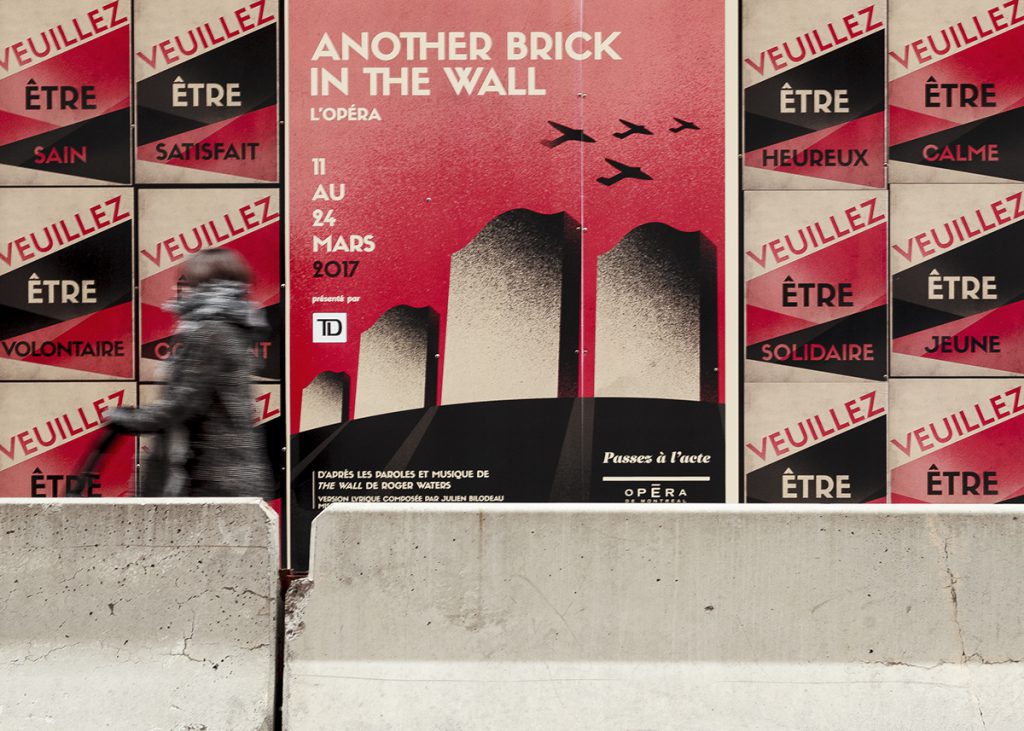 VEUILLEZ
ÊTRE
SAIN
VEUILLEZ
ÊTRE
SATISFAIT
VEUILLEZ
ÊTRE
VOLONTAIRE
VEUILLEZ
VEUILLEZ
ÊTRE
ANOTHER BRICK
IN THE WALL
L'OPÉRA
11
AU
24
MARS
2017
présenté par
TD
D'APRÈS LES PAROLES ET MUSIQUE DE
THE WALL DE ROGER WATERS
VERSION LYRIQUE COMPOSÉE PAR JULIEN BILODEAU
Passez à l'acte
OPÉRA
DE MONTRÉAL
VEUILLEZ
ÊTRE
HEUREUX
VEUILLEZ
ÊTRE
CALME
VEUILLEZ
ÊTRE
SOLIDAIRE
VEUILLEZ
ÊTRE
JEUNE
VEUILLEZ
ÊTRE
VEUILLEZ
ÊTRE